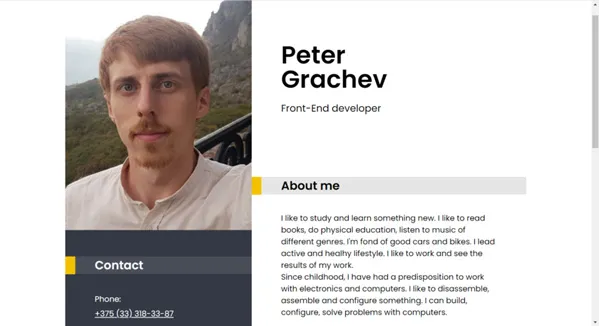 Peter
Grachev
Front-End developer
About me
I like to study and learn something new. I like to read
books, do physical education, listen to music of
different genres. I'm fond of good cars and bikes. I lead
active and healhy lifestyle. I like to work and see the
results of my work.
Since childhood, I have had a predisposition to work
with electronics and computers. I like to disassemble,
assemble and configure something. I can build,
configure, solve problems with computers.
Contact
Phone:
+375 (33) 318-33-87